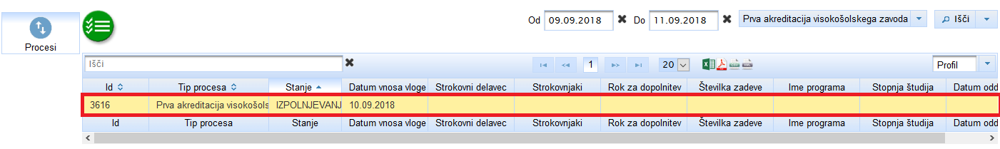 Od 09.09.2018 Do 11.09.2018 Prva akreditacija visokošolskega zavoda Išči
Procesi
Išči 1 20 Profil
Id Tip procesa Stanje Datum vnosa vloge Strokovni delavec Strokovnjaki Rok za dopolnitev Številka zadeve Ime programa Stopnja študija Datum odd
3616 Prva akreditacija visokošols IZPOLNJEVANJ 10.09.2018
Id Tip procesa Stanje Datum vnosa vloge Strokovni delavec Strokovnjaki Rok za dopolnitev Številka zadeve Ime programa Stopnja študija Datum odd